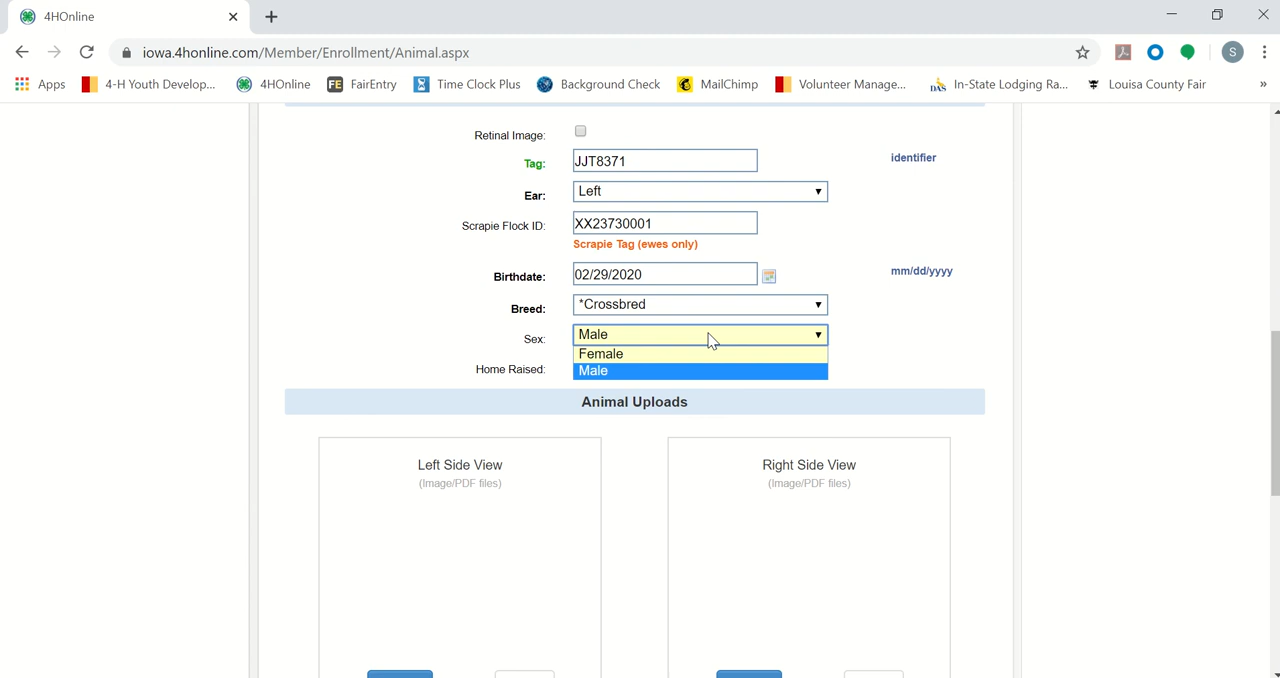 4HOnline
iowa.4honline.com/Member/Enrollment/Animal.aspx
S
Apps
4-H Youth Develop...
4HOnline
FE FairEntry
Time Clock Plus
Background Check
MailChimp
Volunteer Manage...
DAS In-State Lodging Ra...
Louisa County Fair
»
Retinal Image:
Tag: JJT8371 identifier
Ear: Left
Scrapie Flock ID: XX23730001
Scrapie Tag (ewes only)
Birthdate: 02/29/2020 mm/dd/yyyy
Breed: *Crossbred
Sex: Male
Female
Home Raised: Male
Animal Uploads
Left Side View
(Image/PDF files)
Right Side View
(Image/PDF files)